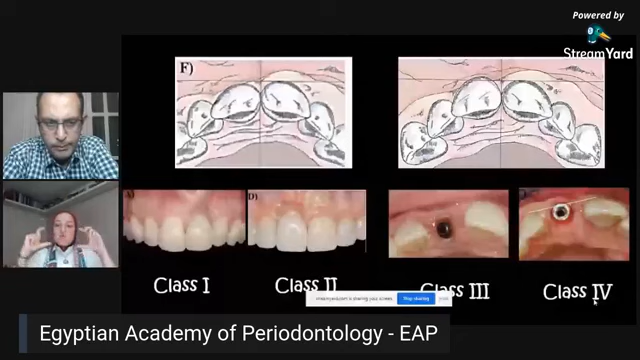 Powered by
StreamYard
F)
D)
Class I
Class II
Class III
Class IV
Stop sharing
Egyptian Academy of Periodontology - EAP